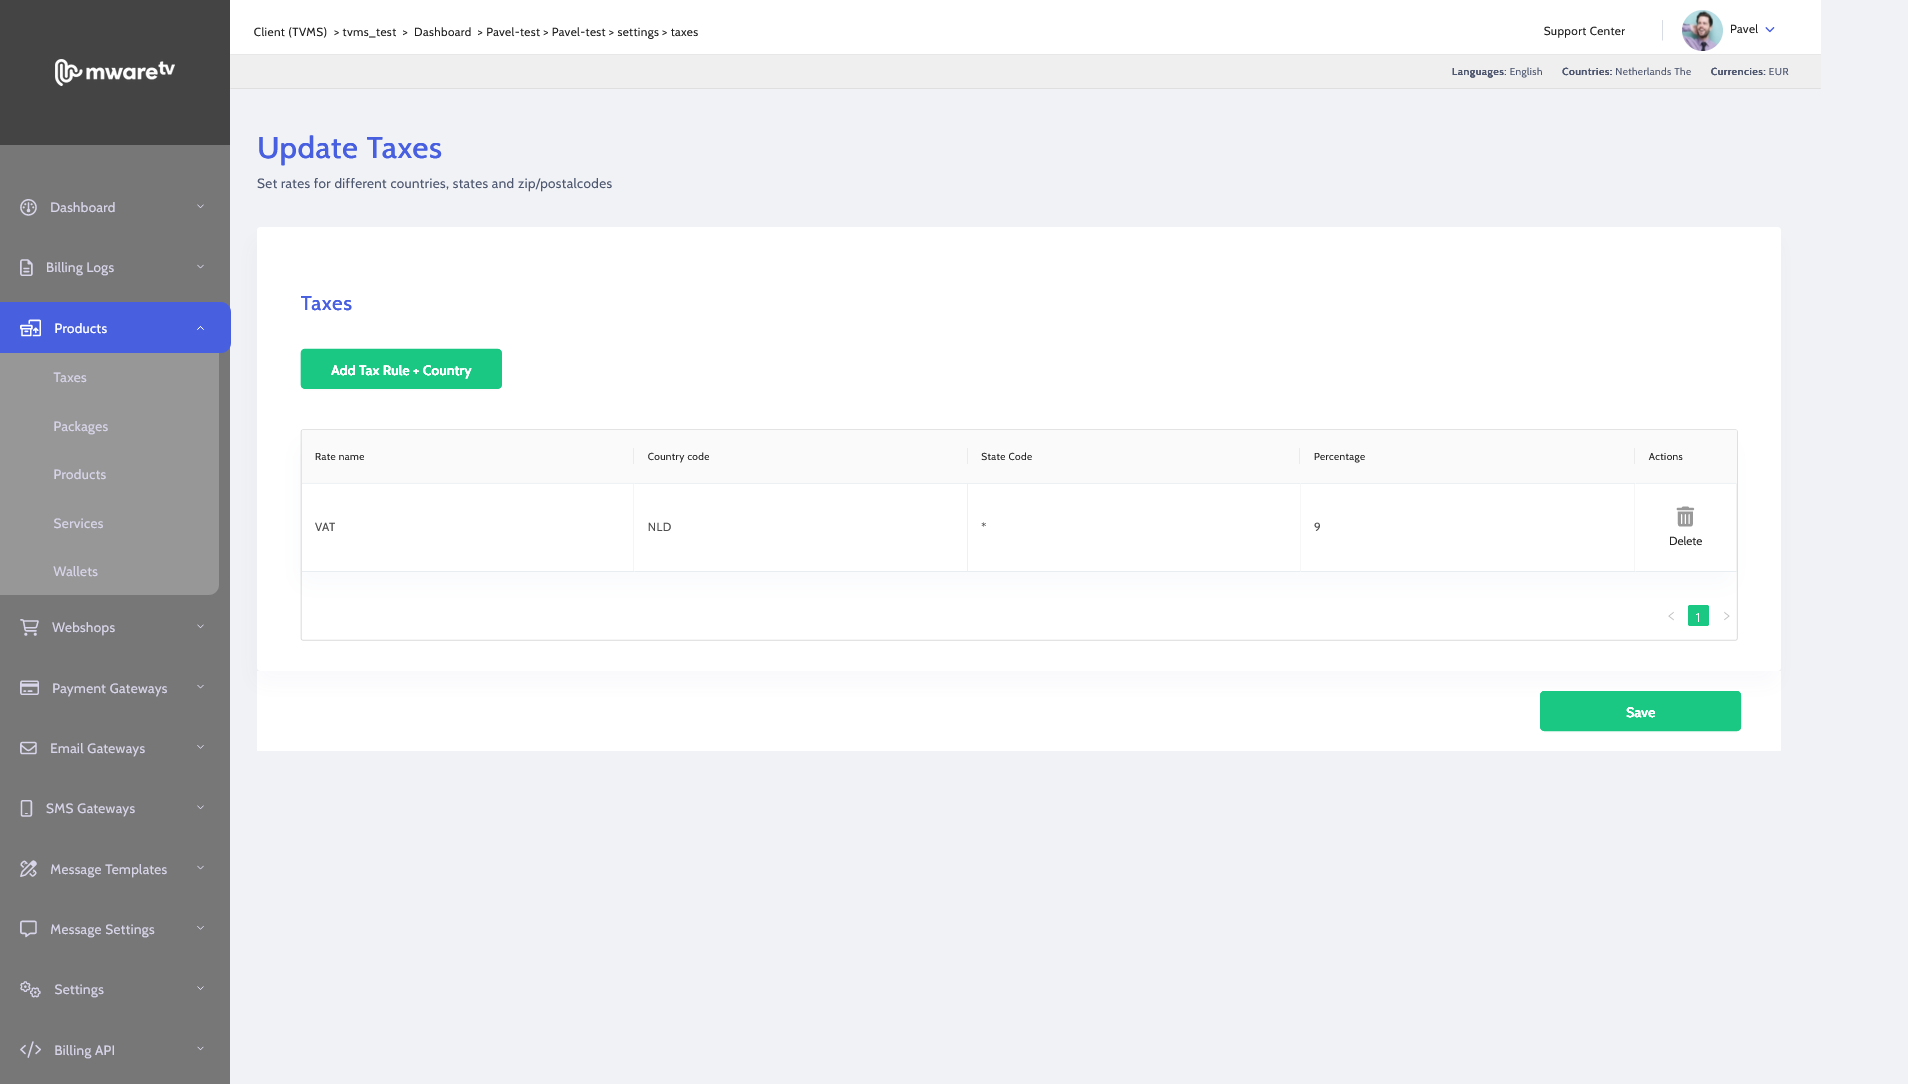 Client (TVMS) > tvms_test > Dashboard > Pavel-test > Pavel-test > settings > taxes
Support Center
Pavel
mwaretv
Languages: English Countries: Netherlands The Currencies: EUR
Update Taxes
Set rates for different countries, states and zip/postalcodes
Dashboard
Billing Logs
Products
Taxes
Packages
Products
Services
Wallets
Webshops
Payment Gateways
Email Gateways
SMS Gateways
Message Templates
Message Settings
Settings
Billing API
Taxes
Add Tax Rule + Country
Rate name Country code State Code Percentage Actions
VAT NLD * 9
Delete
< 1 >
Save